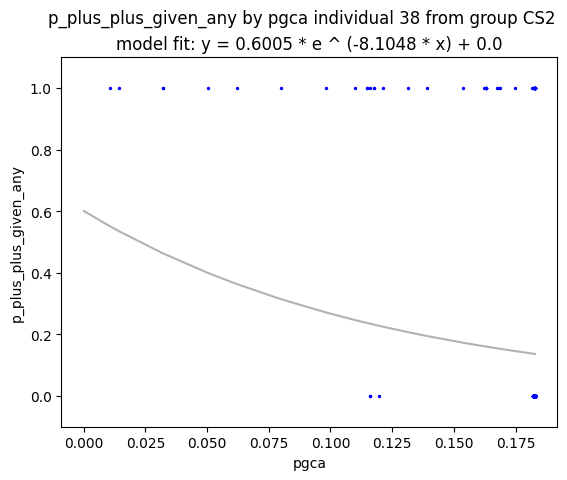 p_plus_plus_given_any by pgca individual 38 from group CS2
model fit: y = 0.6005 * e ^ (-8.1048 * x) + 0.0
1.0
0.8
0.6
0.4
0.2
0.0
p_plus_plus_given_any
0.000 0.025 0.050 0.075 0.100 0.125 0.150 0.175
pgca